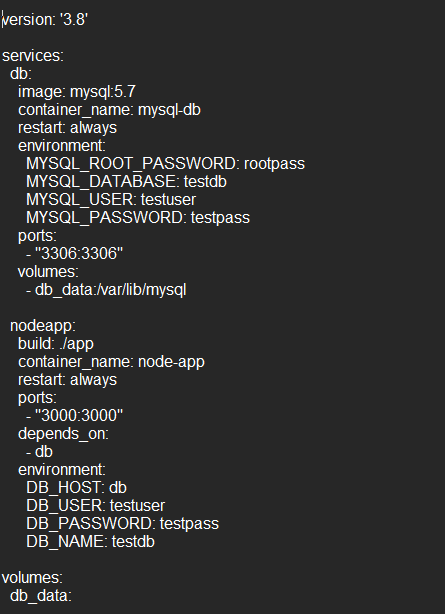 version: '3.8'

services:
  db:
    image: mysql:5.7
    container_name: mysql-db
    restart: always
    environment:
      MYSQL_ROOT_PASSWORD: rootpass
      MYSQL_DATABASE: testdb
      MYSQL_USER: testuser
      MYSQL_PASSWORD: testpass
    ports:
      - "3306:3306"
    volumes:
      - db_data:/var/lib/mysql

  nodeapp:
    build: ./app
    container_name: node-app
    restart: always
    ports:
      - "3000:3000"
    depends_on:
      - db
    environment:
      DB_HOST: db
      DB_USER: testuser
      DB_PASSWORD: testpass
      DB_NAME: testdb

volumes:
  db_data: